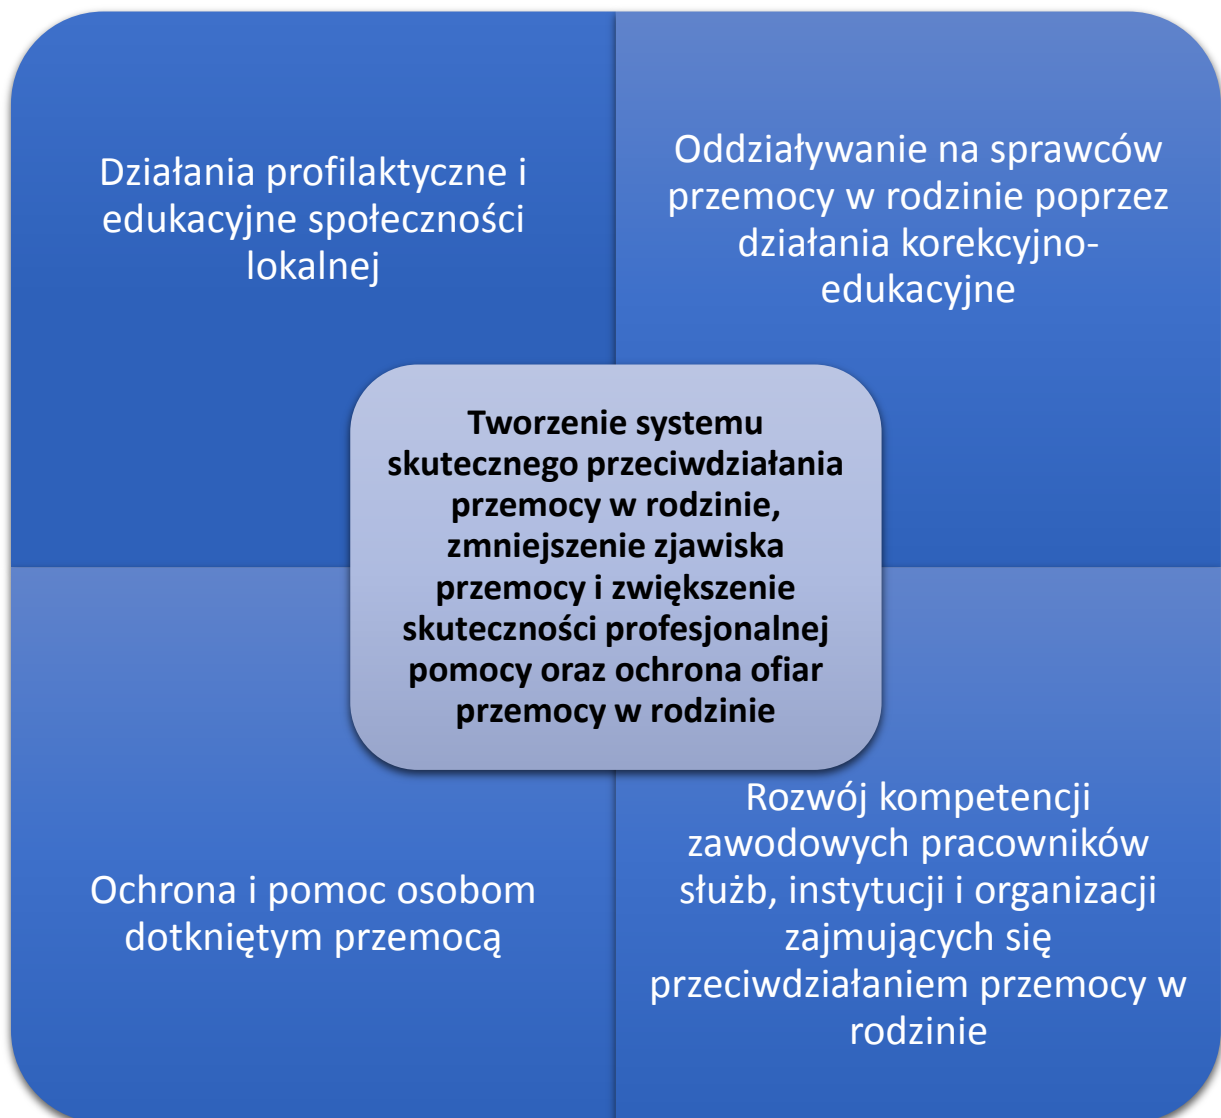 Działania profilaktyczne i
edukacyjne społeczności
lokalnej
Oddziaływanie na sprawców
przemocy w rodzinie poprzez
działania korekcyjno-
edukacyjne
Tworzenie systemu
skutecznego przeciwdziałania
przemocy w rodzinie,
zmniejszenie zjawiska
przemocy i zwiększenie
skuteczności profesjonalnej
pomocy oraz ochrona ofiar
przemocy w rodzinie
Ochrona i pomoc osobom
dotkniętym przemocą
Rozwój kompetencji
zawodowych pracowników
służb, instytucji i organizacji
zajmujących się
przeciwdziałaniem przemocy w
rodzinie